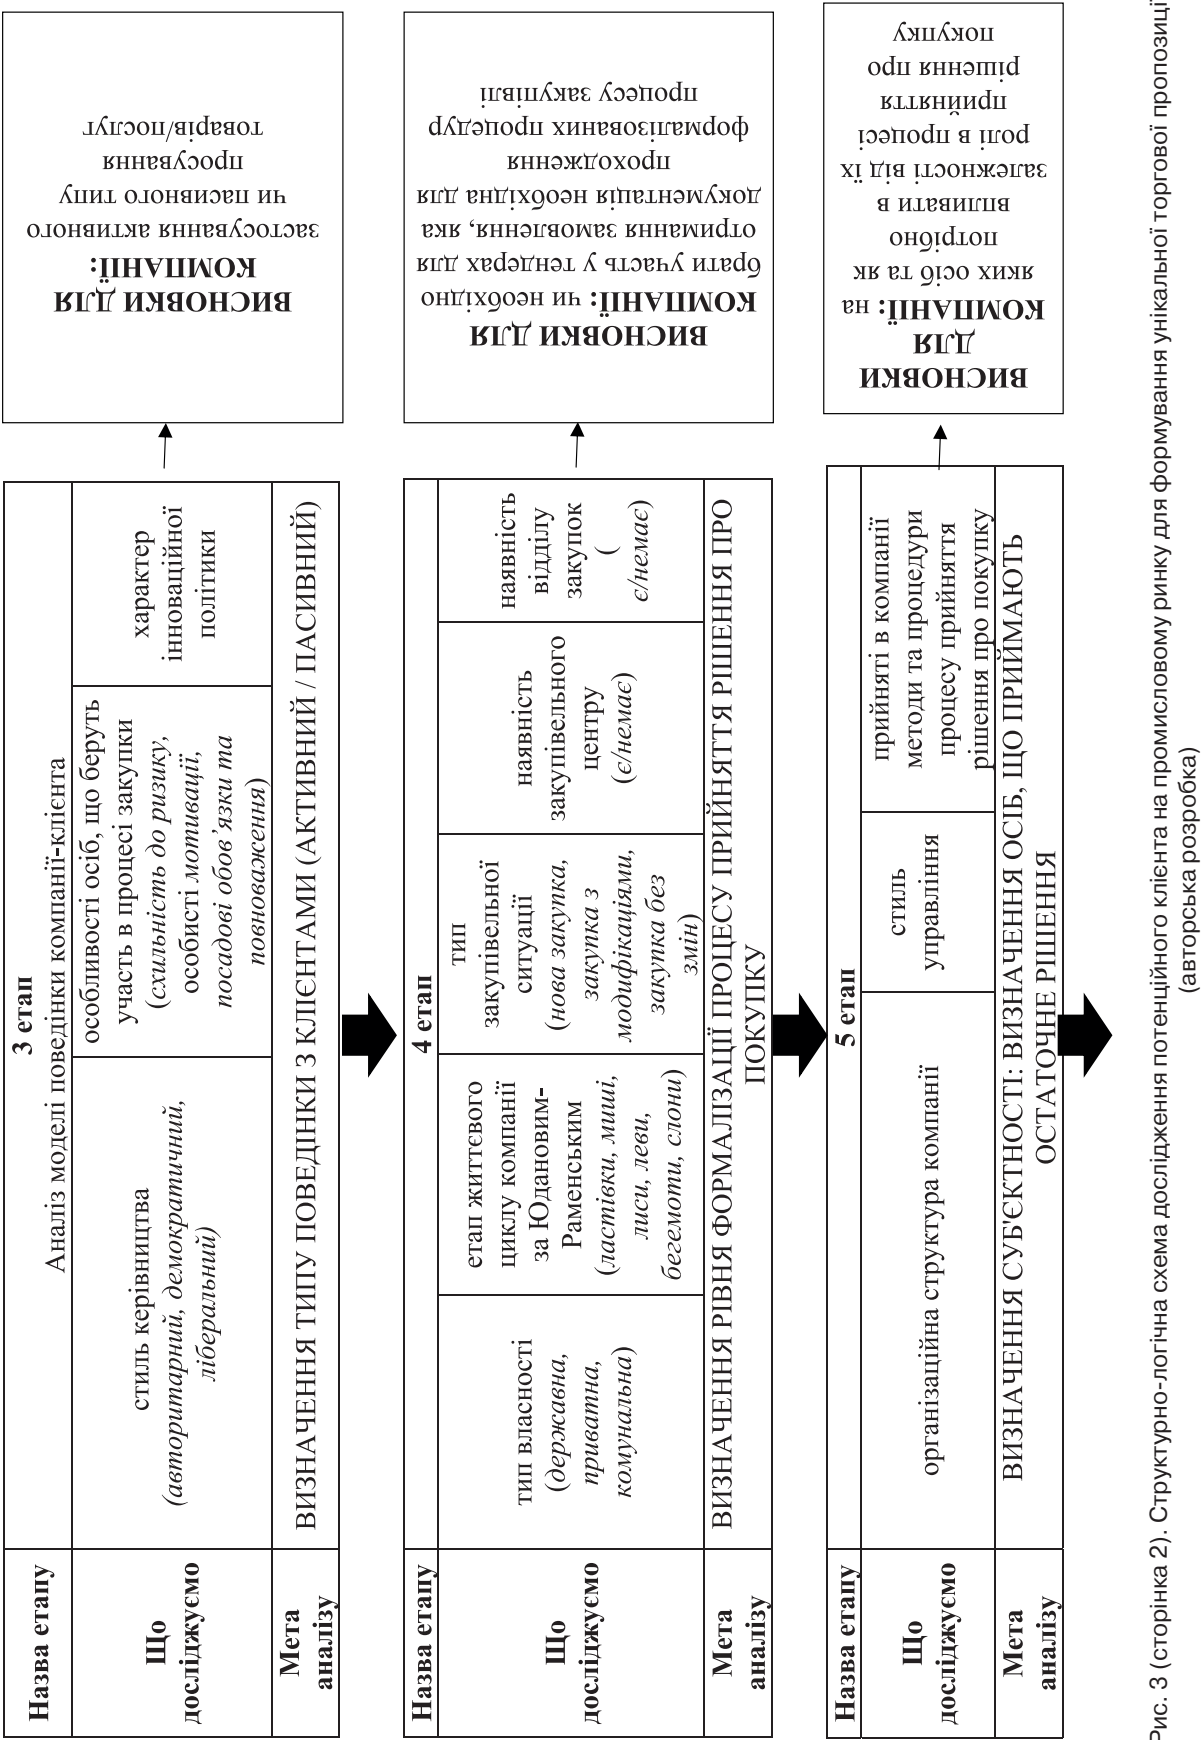 Назва етапу
3 етап
Аналіз моделі поведінки компанії-клієнта
Що
досліджуємо
стиль керівництва
(авторитарний, демократичний,
ліберальний)
особливості осіб, що беруть
участь в процесі закупки
(схильність до ризику,
особисті мотивації,
посадові обов’язки та
повноваження)
характер
інноваційної
політики
Мета
аналізу
ВИЗНАЧЕННЯ ТИПУ ПОВЕДІНКИ З КЛІЄНТАМИ (АКТИВНИЙ / ПАСИВНИЙ)
ВИСНОВКИ ДЛЯ
КОМПАНІЇ:
застосування активного
чи пасивного типу
просування
товарів/послуг
Назва етапу
4 етап
Що
досліджуємо
тип власності
(державна,
приватна,
комунальна)
етап життєвого
циклу компанії
за Юдановим-
Раменським
(ластівки, миші,
лиси, леви,
бегемоти, слони)
тип
закупівельної
ситуації
(нова закупка,
закупка з
модифікаціями,
закупка без
змін)
наявність
закупівельного
центру
(є/немає)
наявність
відділу
закупок
(
є/немає)
Мета
аналізу
ВИЗНАЧЕННЯ РІВНЯ ФОРМАЛІЗАЦІЇ ПРОЦЕСУ ПРИЙНЯТТЯ РІШЕННЯ ПРО
ПОКУПКУ
ВИСНОВКИ ДЛЯ
КОМПАНІЇ: чи необхідно
брати участь у тендерах для
отримання замовлення, яка
документація необхідна для
проходження
формалізованих процедур
процесу закупівлі
Назва етапу
5 етап
Що
досліджуємо
організаційна структура компанії
стиль
управління
прийняті в компанії
методи та процедури
процесу прийняття
рішення про покупку
Мета
аналізу
ВИЗНАЧЕННЯ СУБ'ЄКТНОСТІ: ВИЗНАЧЕННЯ ОСІБ, ЩО ПРИЙМАЮТЬ
ОСТАТОЧНЕ РІШЕННЯ
ВИСНОВКИ
ДЛЯ
КОМПАНІЇ: на
яких осіб та як
потрібно
впливати в
залежності від їх
ролі в процесі
прийняття
рішення про
покупку
Рис. 3 (сторінка 2). Структурно-логічна схема дослідження потенційного клієнта на промисловому ринку для формування унікальної торгової пропозиції
(авторська розробка)